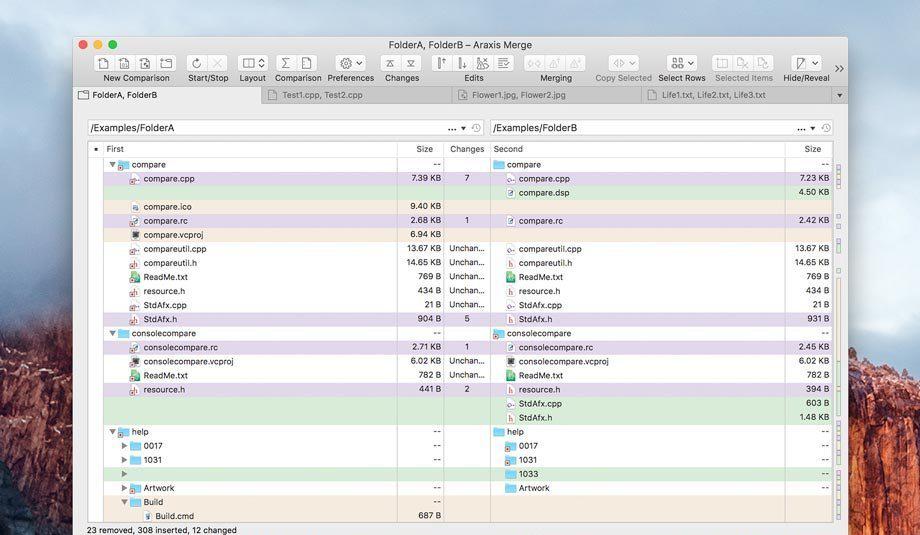 FolderA, FolderB – Araxis Merge
New Comparison Start/Stop Layout Comparison Preferences Changes Edits Merging Copy Selected Select Rows Selected Items Hide/Reveal
FolderA, FolderB Test1.cpp, Test2.cpp Flower1.jpg, Flower2.jpg Life1.txt, Life2.txt, Life3.txt
/Examples/FolderA /Examples/FolderB
First Size Changes Second Size
compare -- compare --
compare.cpp 7.39 KB 7 compare.cpp 7.23 KB
compare.dsp 4.50 KB
compare.ico 9.40 KB
compare.rc 2.68 KB 1 compare.rc 2.42 KB
compare.vcproj 6.94 KB
compareutil.cpp 13.67 KB Unchan... compareutil.cpp 13.67 KB
compareutil.h 14.65 KB Unchan... compareutil.h 14.65 KB
ReadMe.txt 769 B Unchan... ReadMe.txt 769 B
resource.h 434 B Unchan... resource.h 434 B
StdAfx.cpp 21 B Unchan... StdAfx.cpp 21 B
StdAfx.h 904 B 5 StdAfx.h 931 B
consolecompare -- consolecompare --
consolecompare.rc 2.71 KB 1 consolecompare.rc 2.45 KB
consolecompare.vcproj 6.02 KB Unchan... consolecompare.vcproj 6.02 KB
ReadMe.txt 782 B Unchan... ReadMe.txt 782 B
resource.h 441 B 2 resource.h 394 B
StdAfx.cpp 603 B
StdAfx.h 1.48 KB
help -- help --
0017 -- 0017 --
1031 -- 1031 --
1033 --
Artwork -- Artwork --
Build --
Build.cmd 687 B
23 removed, 308 inserted, 12 changed